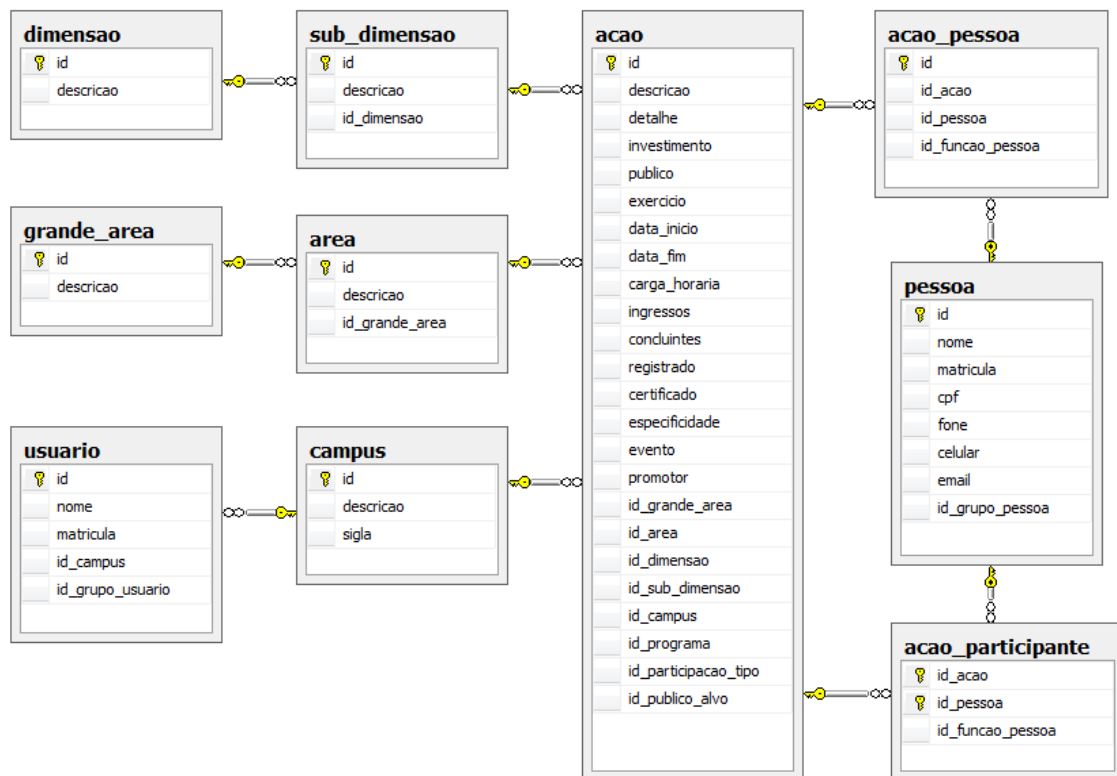 dimensao
id
descricao
sub_dimensao
id
descricao
id_dimensao
grande_area
id
descricao
area
id
descricao
id_grande_area
usuario
id
nome
matricula
id_campus
id_grupo_usuario
campus
id
descricao
sigla
acao
id
descricao
detalhe
investimento
publico
exercicio
data_inicio
data_fim
carga_horaria
ingressos
concluintes
registrado
certificado
especificidade
evento
promotor
id_grande_area
id_area
id_dimensao
id_sub_dimensao
id_campus
id_programa
id_participacao_tipo
id_publico_alvo
acao_pessoa
id
id_acao
id_pessoa
id_funcao_pessoa
pessoa
id
nome
matricula
cpf
fone
celular
email
id_grupo_pessoa
acao_participante
id_acao
id_pessoa
id_funcao_pessoa